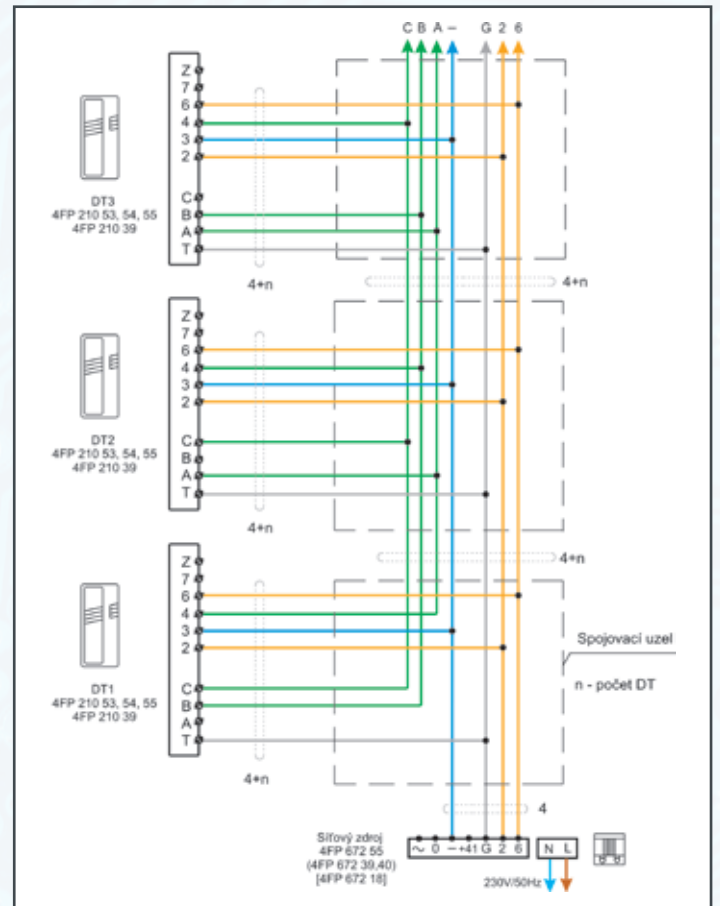 C B A – G 2 6
Z
7
6
4
3
2
C
B
A
T
DT3
4FP 210 53, 54, 55
4FP 210 39
4+n
4+n
Z
7
6
4
3
2
C
B
A
T
DT2
4FP 210 53, 54, 55
4FP 210 39
4+n
4+n
Z
7
6
4
3
2
C
B
A
T
DT1
4FP 210 53, 54, 55
4FP 210 39
4+n
Spojovací uzel
n - počet DT
4
Síťový zdroj
4FP 672 55
(4FP 672 39,40)
[4FP 672 18]
~ 0 – +41 G 2 6
N L
230V/50Hz